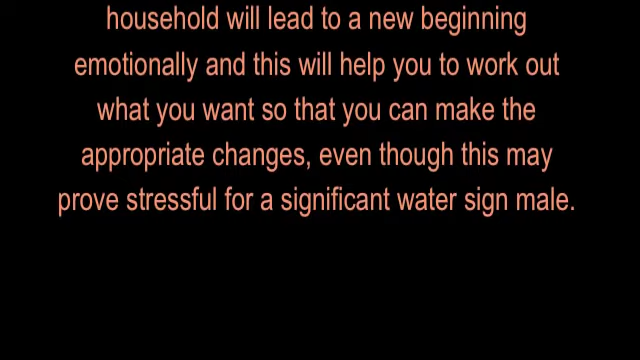 household will lead to a new beginning
emotionally and this will help you to work out
what you want so that you can make the
appropriate changes, even though this may
prove stressful for a significant water sign male.